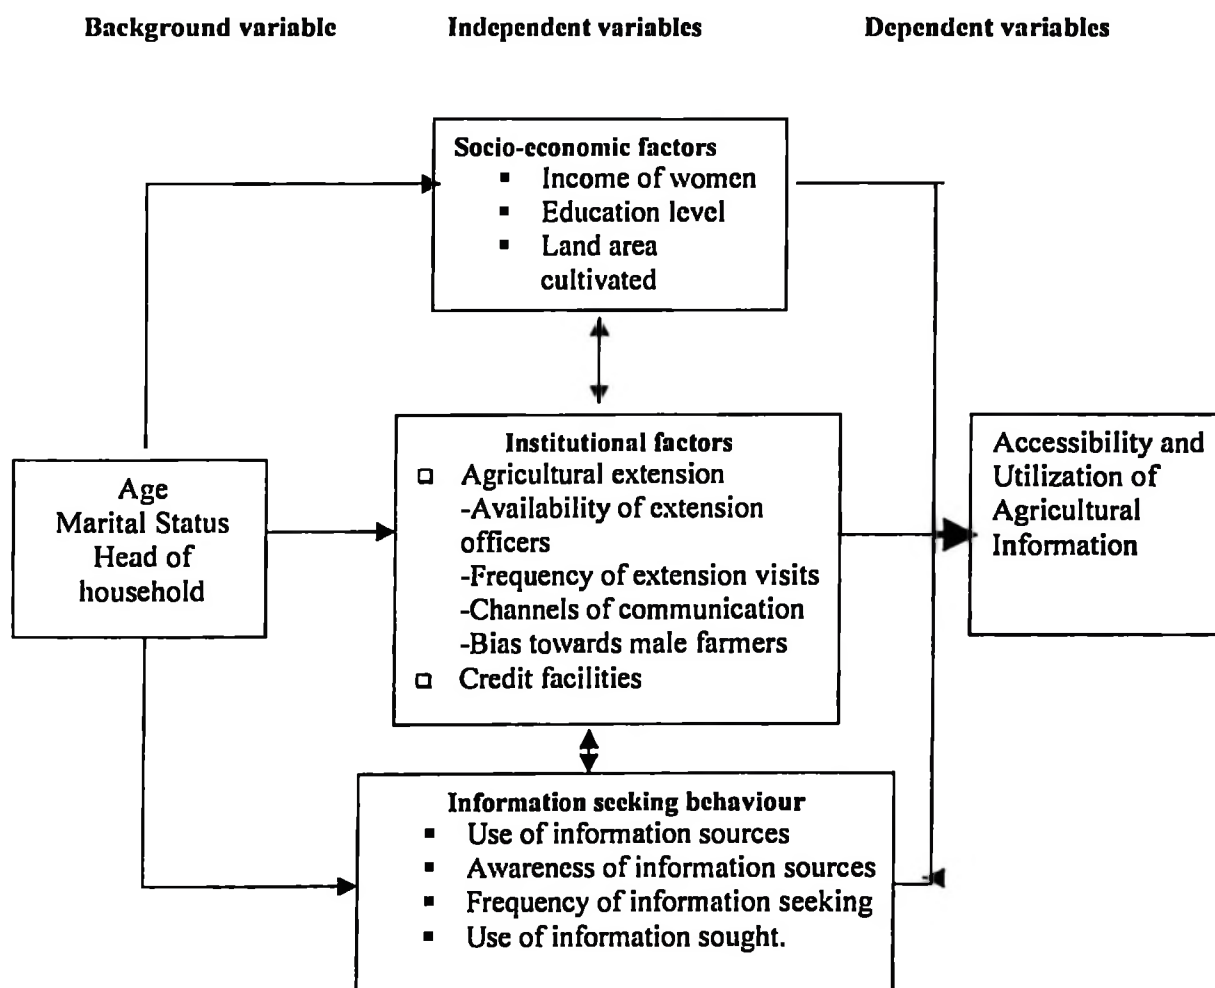 Background variable
Independent variables
Dependent variables
Socio-economic factors
▪ Income of women
▪ Education level
▪ Land area
cultivated
Age
Marital Status
Head of
household
Institutional factors
□ Agricultural extension
-Availability of extension
officers
-Frequency of extension visits
-Channels of communication
-Bias towards male farmers
□ Credit facilities
Information seeking behaviour
▪ Use of information sources
▪ Awareness of information sources
▪ Frequency of information seeking
▪ Use of information sought.
Accessibility and
Utilization of
Agricultural
Information